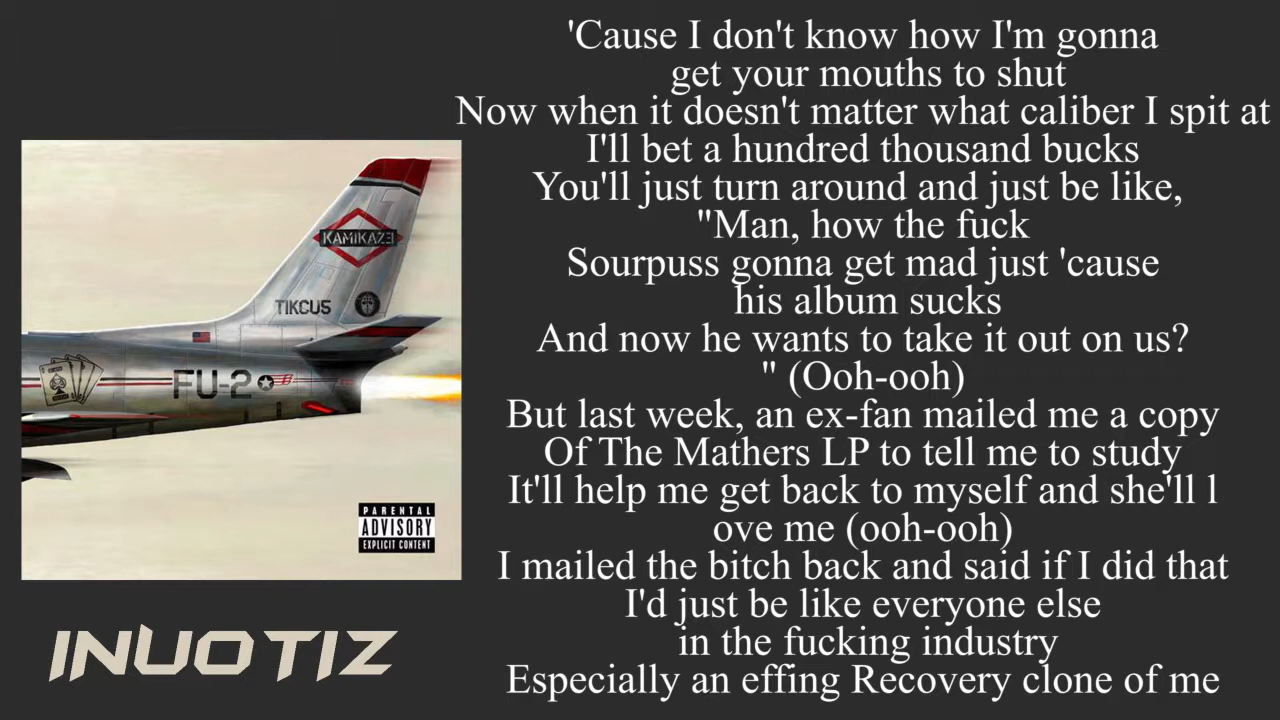 'Cause I don't know how I'm gonna
get your mouths to shut
Now when it doesn't matter what caliber I spit at
I'll bet a hundred thousand bucks
You'll just turn around and just be like,
"Man, how the fuck
Sourpuss gonna get mad just 'cause
his album sucks
And now he wants to take it out on us?
" (Ooh-ooh)
But last week, an ex-fan mailed me a copy
Of The Mathers LP to tell me to study
It'll help me get back to myself and she'll l
ove me (ooh-ooh)
I mailed the bitch back and said if I did that
I'd just be like everyone else
in the fucking industry
Especially an effing Recovery clone of me
KAMIKAZE
TIKCUS
FU-2
PARENTAL
ADVISORY
EXPLICIT CONTENT
INUOTIZ